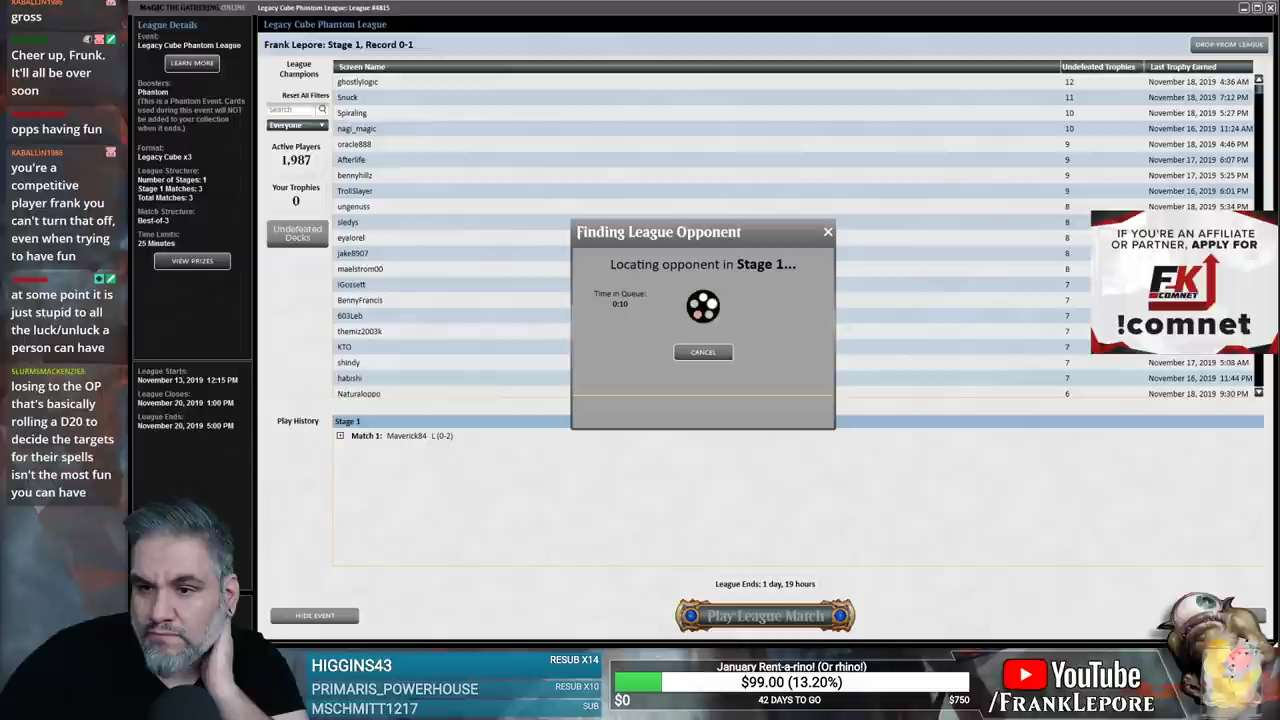 KABALLIN1986
gross
Cheer up, Frunk.
It'll all be over
soon
opps having fun
KABALLIN1986
you're a
competitive
player frank you
can't turn that off,
even when trying
to have fun
at some point it is
just stupid to all
the luck/unluck a
person can have
SLURMSMACKENZIE8:
losing to the OP
that's basically
rolling a D20 to
decide the targets
for their spells
isn't the most fun
you can have
MAGIC THE GATHERING ONLINE
Legacy Cube Phantom League: League #4815
League Details
Event:
Legacy Cube Phantom League
LEARN MORE
Boosters:
Phantom
(This is a Phantom Event. Cards
used during this event will NOT
be added to your collection
when it ends.)
Format:
Legacy Cube x3
League Structure:
Number of Stages: 1
Stage 1 Matches: 3
Total Matches: 3
Match Structure:
Best-of-3
Time Limits:
25 Minutes
VIEW PRIZES
League Starts:
November 13, 2019 12:15 PM
League Closes:
November 20, 2019 1:00 PM
League Ends:
November 20, 2019 5:00 PM
Legacy Cube Phantom League
Frank Lepore: Stage 1, Record 0-1
DROP FROM LEAGUE
League
Champions
Reset All Filters
Search
Everyone
Active Players
1,987
Your Trophies
0
Undefeated
Decks
Screen Name Undefeated Trophies Last Trophy Earned
ghostlylogic 12 November 18, 2019 4:36 AM
Snuck 11 November 18, 2019 7:12 PM
Spiraling 10 November 18, 2019 5:27 PM
nagi_magic 10 November 16, 2019 11:24 AM
oracle888 9 November 18, 2019 4:46 PM
Afterlife 9 November 17, 2019 6:07 PM
bennyhillz 9 November 17, 2019 5:25 PM
TrollSlayer 9 November 16, 2019 6:01 PM
ungenuss 8 November 18, 2019 5:34 PM
sledys 8
eyalorel 8
jake8907 8
maelstrom00 8
IGossett 7
BennyFrancis 7
603Leb 7
themiz2003k 7
KTO 7
shindy 7 November 17, 2019 5:08 AM
habishi 7 November 16, 2019 11:44 PM
Naturaloppo 6 November 18, 2019 9:30 PM
Finding League Opponent
Locating opponent in Stage 1...
Time in Queue:
0:10
CANCEL
Play History
Stage 1
Match 1: Maverick84 L (0-2)
League Ends: 1 day, 19 hours
HIDE EVENT
Play League Match
IF YOU'RE AN AFFILIATE
OR PARTNER, APPLY FOR
COMNET
!comnet
HIGGINS43 RESUB X14
PRIMARIS_POWERHOUSE RESUB X10
MSCHMITT1217 SUB
January Rent-a-rino! (Or rhino!)
$99.00 (13.20%)
$0 42 DAYS TO GO $750
YouTube
/FRANKLEPORE